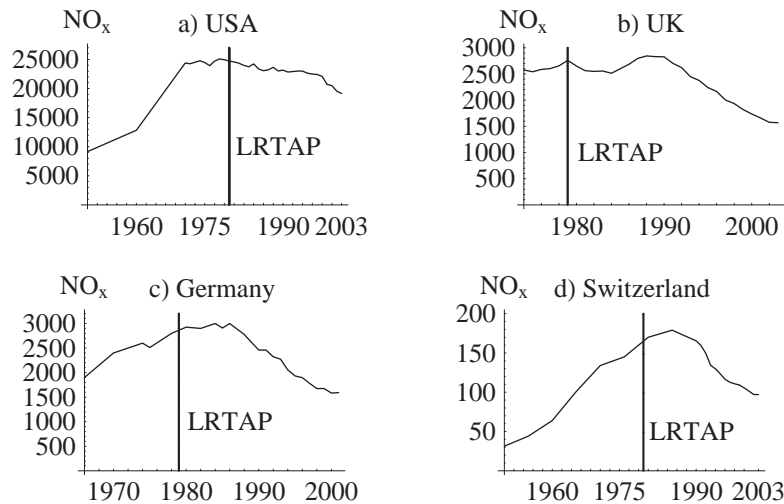 NOx a) USA
25000
20000
15000
10000
5000
LRTAP
1960 1975 1990 2003
NOx b) UK
3000
2500
2000
1500
1000
500
LRTAP
1980 1990 2000
NOx c) Germany
3000
2500
2000
1500
1000
500
LRTAP
1970 1980 1990 2000
NOx d) Switzerland
200
150
100
50
LRTAP
1960 1975 1990 2003